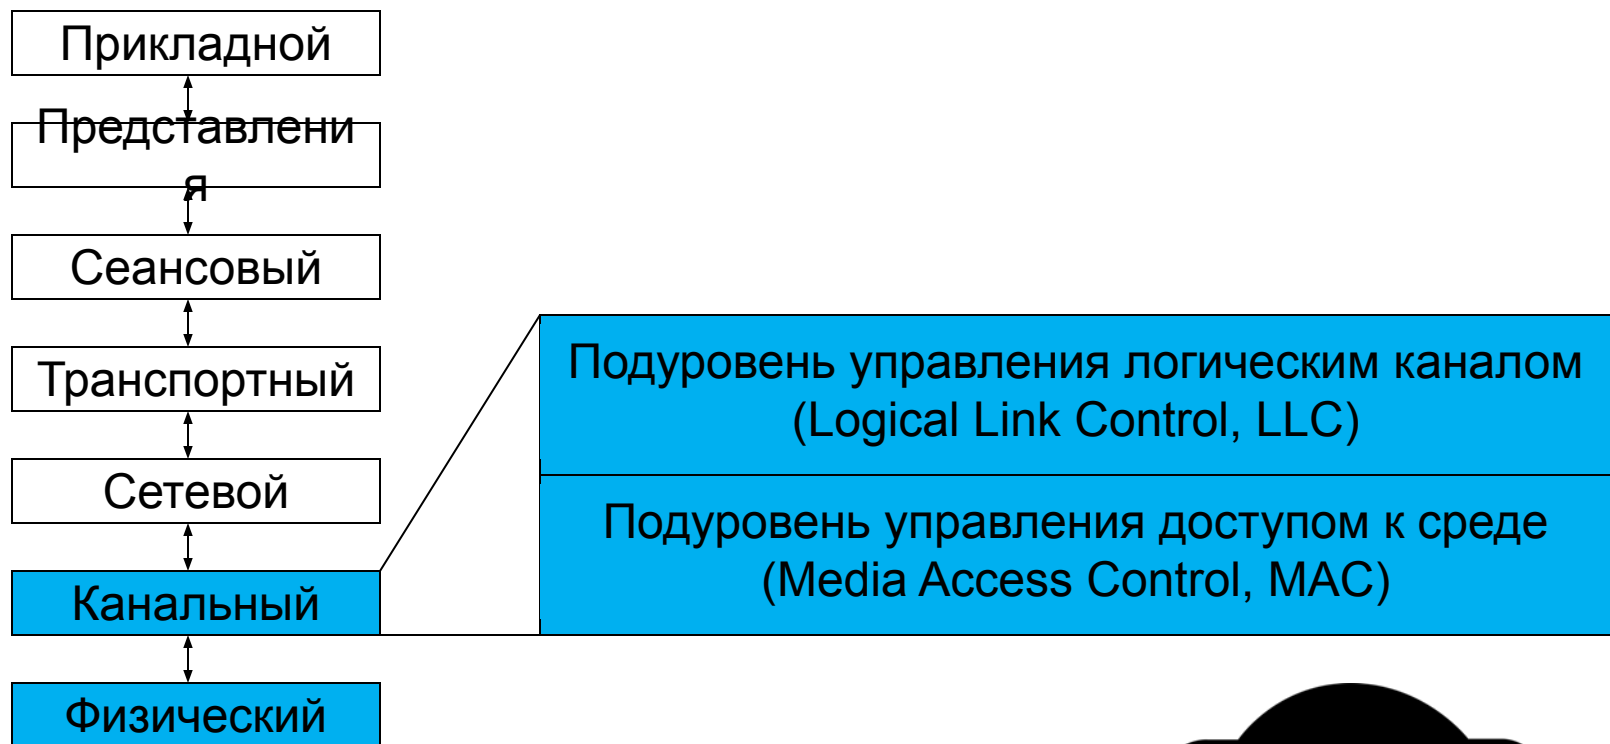 Прикладной
Представлени
я
Сеансовый
Транспортный
Сетевой
Канальный
Физический
Подуровень управления логическим каналом
(Logical Link Control, LLC)
Подуровень управления доступом к среде
(Media Access Control, MAC)